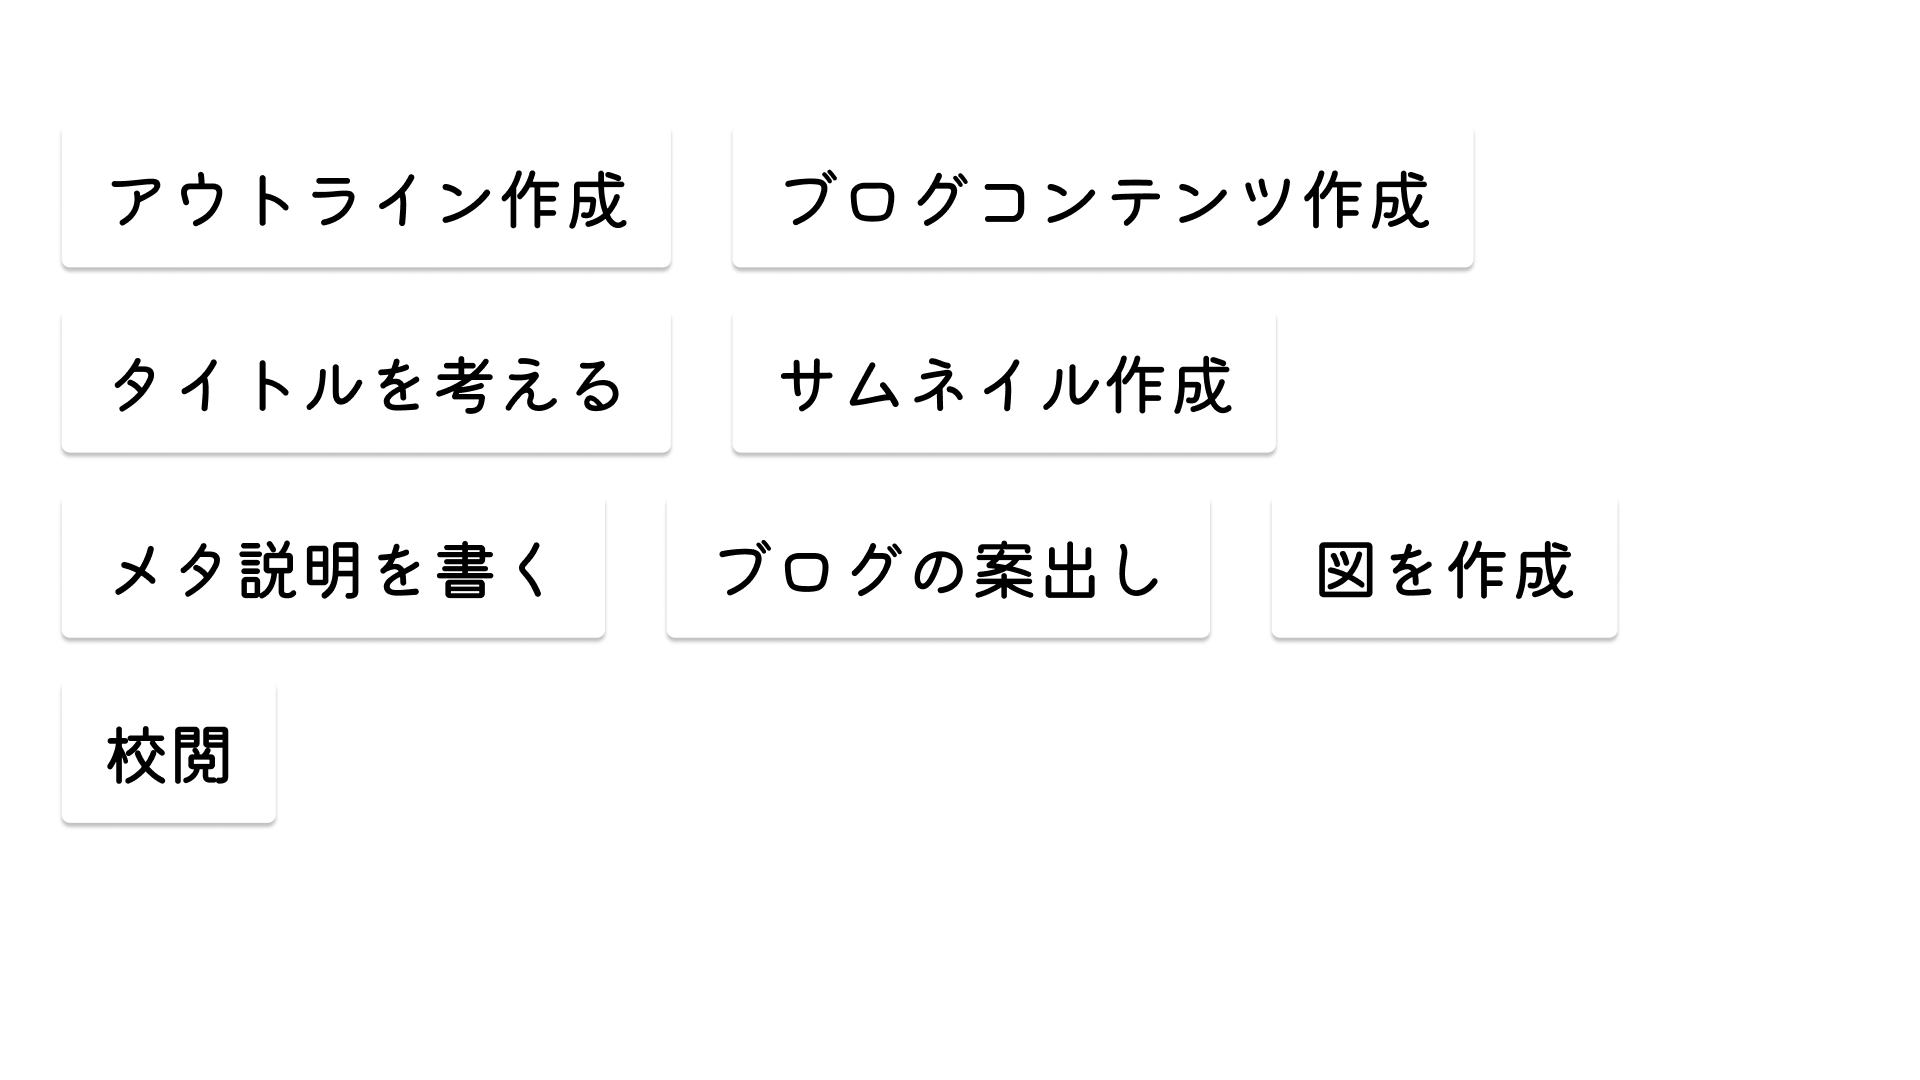 アウトライン作成
ブログコンテンツ作成
タイトルを考える
サムネイル作成
メタ説明を書く
ブログの案出し
図を作成
校閲